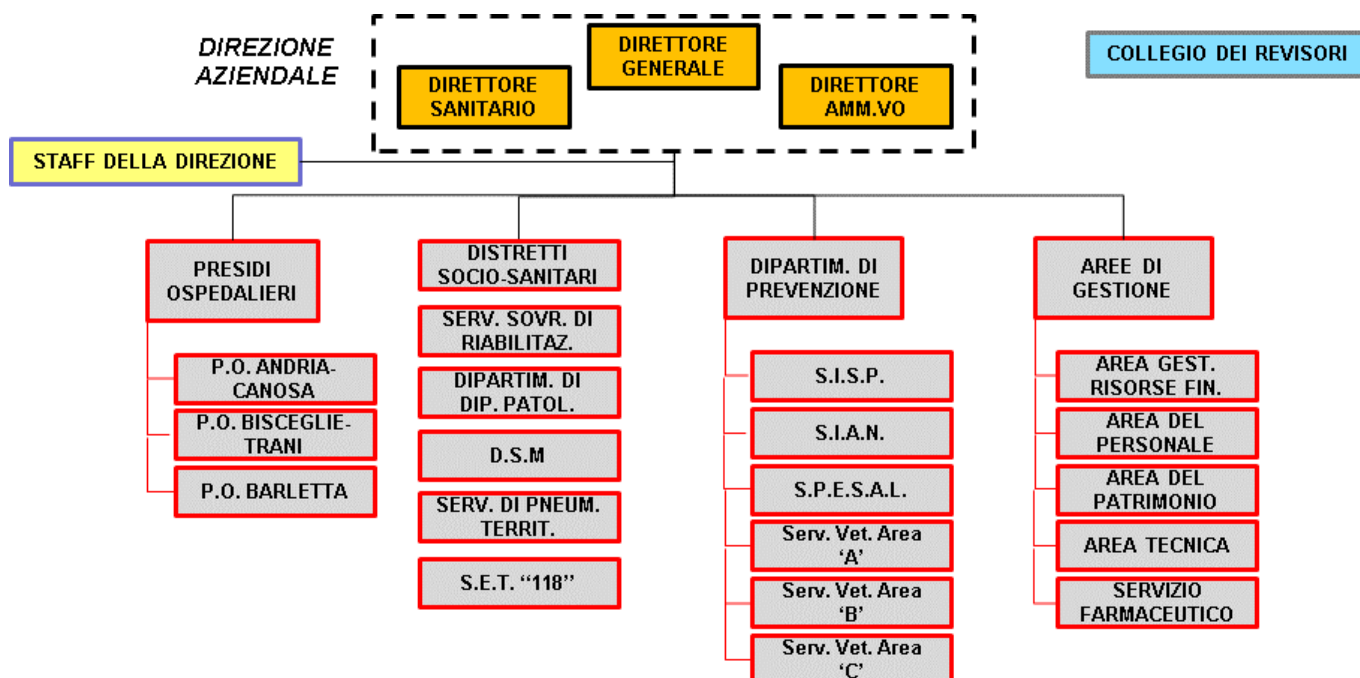 DIREZIONE
AZIENDALE
DIRETTORE
GENERALE
DIRETTORE
SANITARIO
DIRETTORE
AMM.VO
COLLEGIO DEI REVISORI
STAFF DELLA DIREZIONE
PRESIDI
OSPEDALIERI
P.O. ANDRIA-
CANOSA
P.O. BISCEGLIE-
TRANI
P.O. BARLETTA
DISTRETTI
SOCIO-SANITARI
SERV. SOVR. DI
RIABILITAZ.
DIPARTIM. DI
DIP. PATOL.
D.S.M
SERV. DI PNEUM.
TERRIT.
S.E.T. “118”
DIPARTIM. DI
PREVENZIONE
S.I.S.P.
S.I.A.N.
S.P.E.S.A.L.
Serv. Vet. Area
‘A’
Serv. Vet. Area
‘B’
Serv. Vet. Area
‘C’
AREE DI
GESTIONE
AREA GEST.
RISORSE FIN.
AREA DEL
PERSONALE
AREA DEL
PATRIMONIO
AREA TECNICA
SERVIZIO
FARMACEUTICO